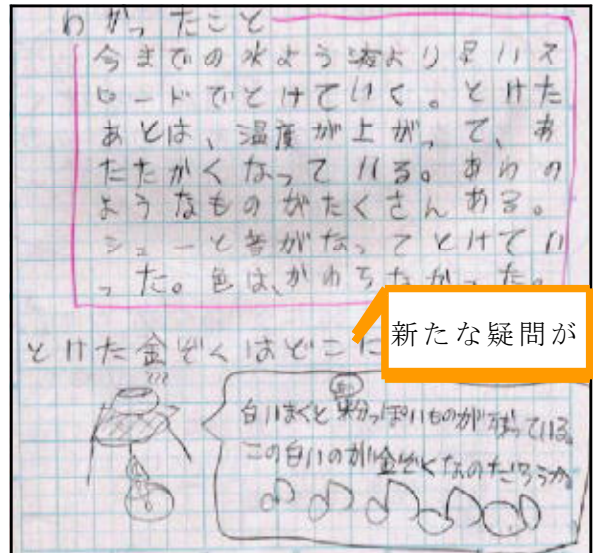 わかったこと
今までの水よう液より早いス
ピードでとけていく。とけた
あとは、温度が上がって、あ
たたかくなっている。あわの
ようなものがたくさんある。
シューと音がなってとけてい
った。色は、かわらなかった。
新たな疑問が
とけた金ぞくはどこに
白いまくと粉っぽいものが残っている。
この白いのが金ぞくなのだろうか。